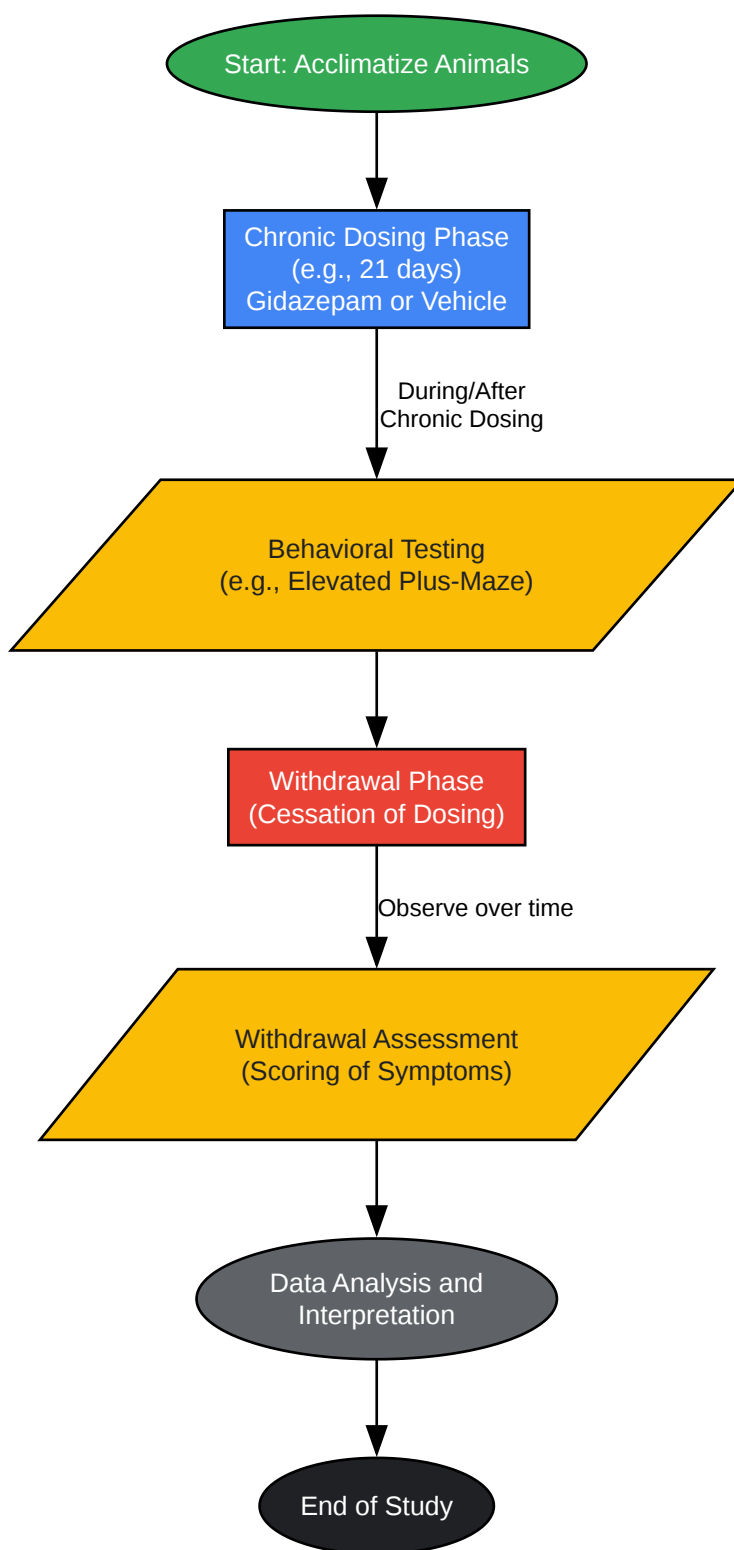 Start: Acclimatize Animals
Chronic Dosing Phase
(e.g., 21 days)
Gidazepam or Vehicle
During/After
Chronic Dosing
Behavioral Testing
(e.g., Elevated Plus-Maze)
Withdrawal Phase
(Cessation of Dosing)
Observe over time
Withdrawal Assessment
(Scoring of Symptoms)
Data Analysis and
Interpretation
End of Study